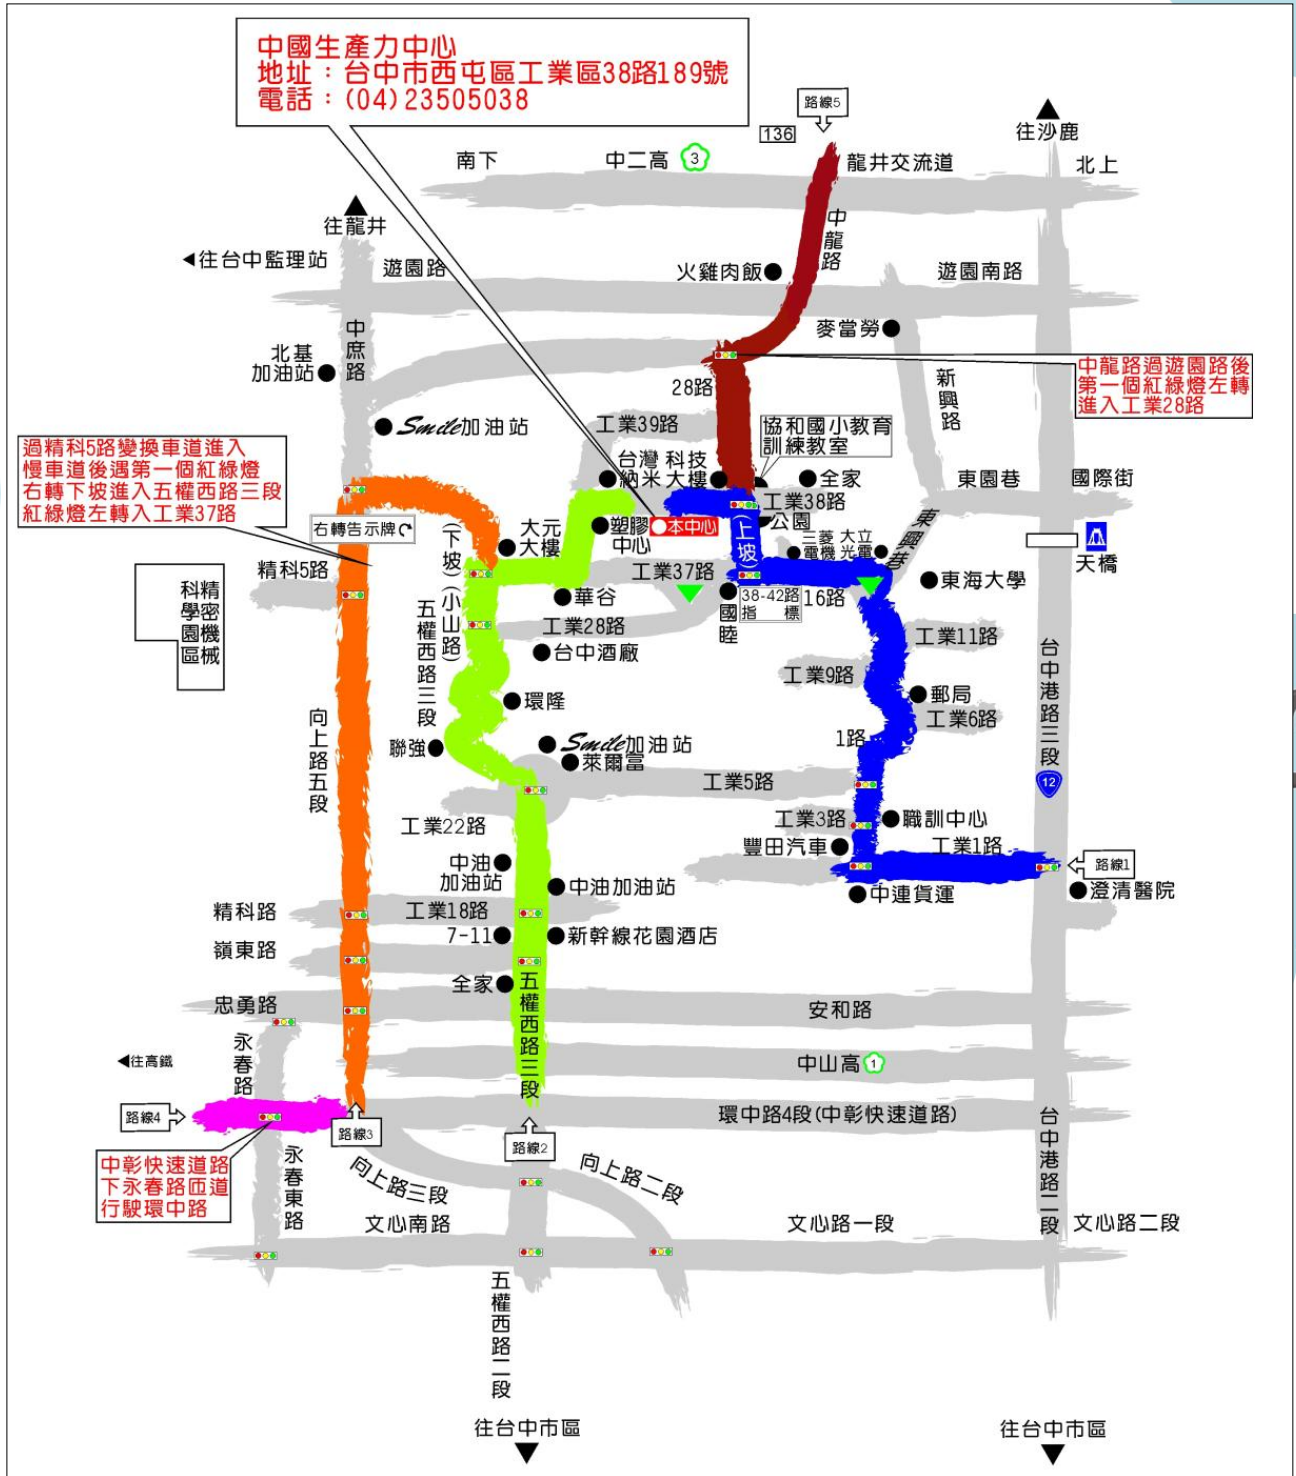 中國生產力中心
地址：台中市西屯區工業區38路189號
電話：(04)23505038
路線5
136
往沙鹿
南下
中二高
3
龍井交流道
北上
往龍井
中龍路
往台中監理站
遊園路
火雞肉飯
遊園南路
中庶路
麥當勞
北基
加油站
28路
新興路
中龍路過遊園路後
第一個紅綠燈左轉
進入工業28路
Smile加油站
工業39路
協和國小教育
訓練教室
過精科5路變換車道進入
慢車道後遇第一個紅綠燈
右轉下坡進入五權西路三段
紅綠燈左轉入工業37路
台灣
納米
科技
大樓
全家
東園巷
國際街
工業38路
右轉告示牌
(下坡)
(小山路)
大元
大樓
塑膠
中心
本中心
(上坡)
公園
三菱
電機
大立
光電
東興巷
天橋
精科5路
工業37路
東海大學
精密機械
科學園區
華谷
國睦
38-42路
指標
16路
五權西路三段
工業28路
工業11路
台中酒廠
工業9路
台中港路三段
環隆
郵局
工業6路
向上路五段
聯強
Smile加油站
萊爾富
1路
工業5路
12
工業22路
工業3路
職訓中心
豐田汽車
工業1路
路線1
中油
加油站
中油加油站
中連貨運
澄清醫院
精科路
工業18路
7-11
新幹線花園酒店
嶺東路
全家
五權西路三段
忠勇路
安和路
永春路
往高鐵
中山高
1
路線4
路線3
路線2
環中路4段(中彰快速道路)
台中港路二段
中彰快速道路
下永春路匝道
行駛環中路
永春東路
向上路三段
向上路二段
文心南路
文心路一段
文心路二段
五權西路二段
往台中市區
往台中市區